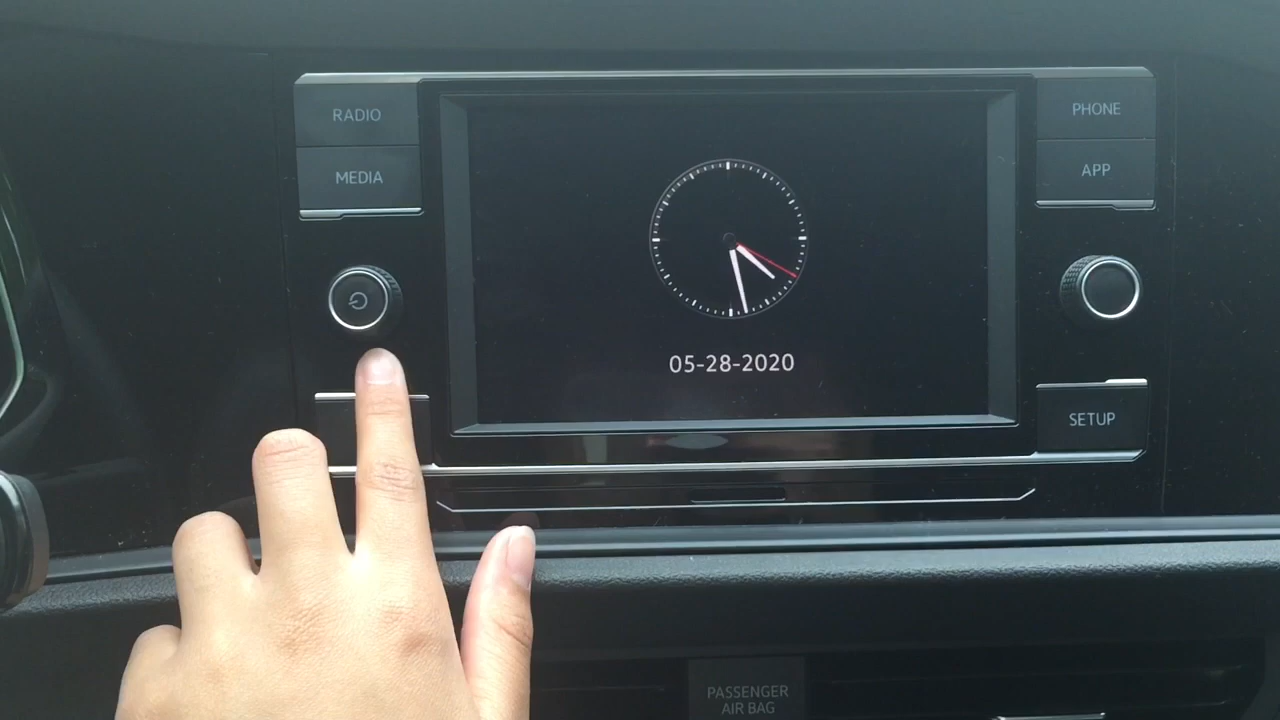 RADIO
MEDIA
PHONE
APP
05-28-2020
SETUP
PASSENGER
AIR BAG